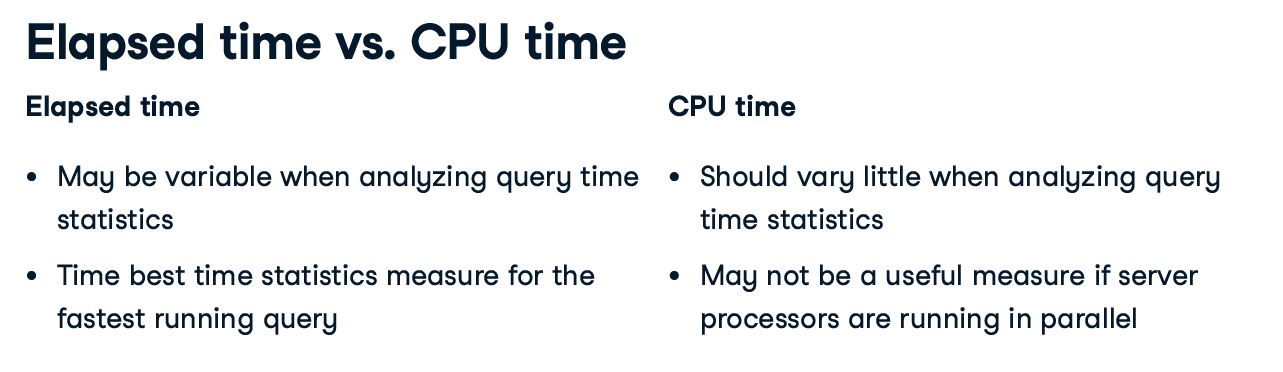 Elapsed time vs. CPU time
Elapsed time
• May be variable when analyzing query time
statistics
• Time best time statistics measure for the
fastest running query
CPU time
• Should vary little when analyzing query
time statistics
• May not be a useful measure if server
processors are running in parallel